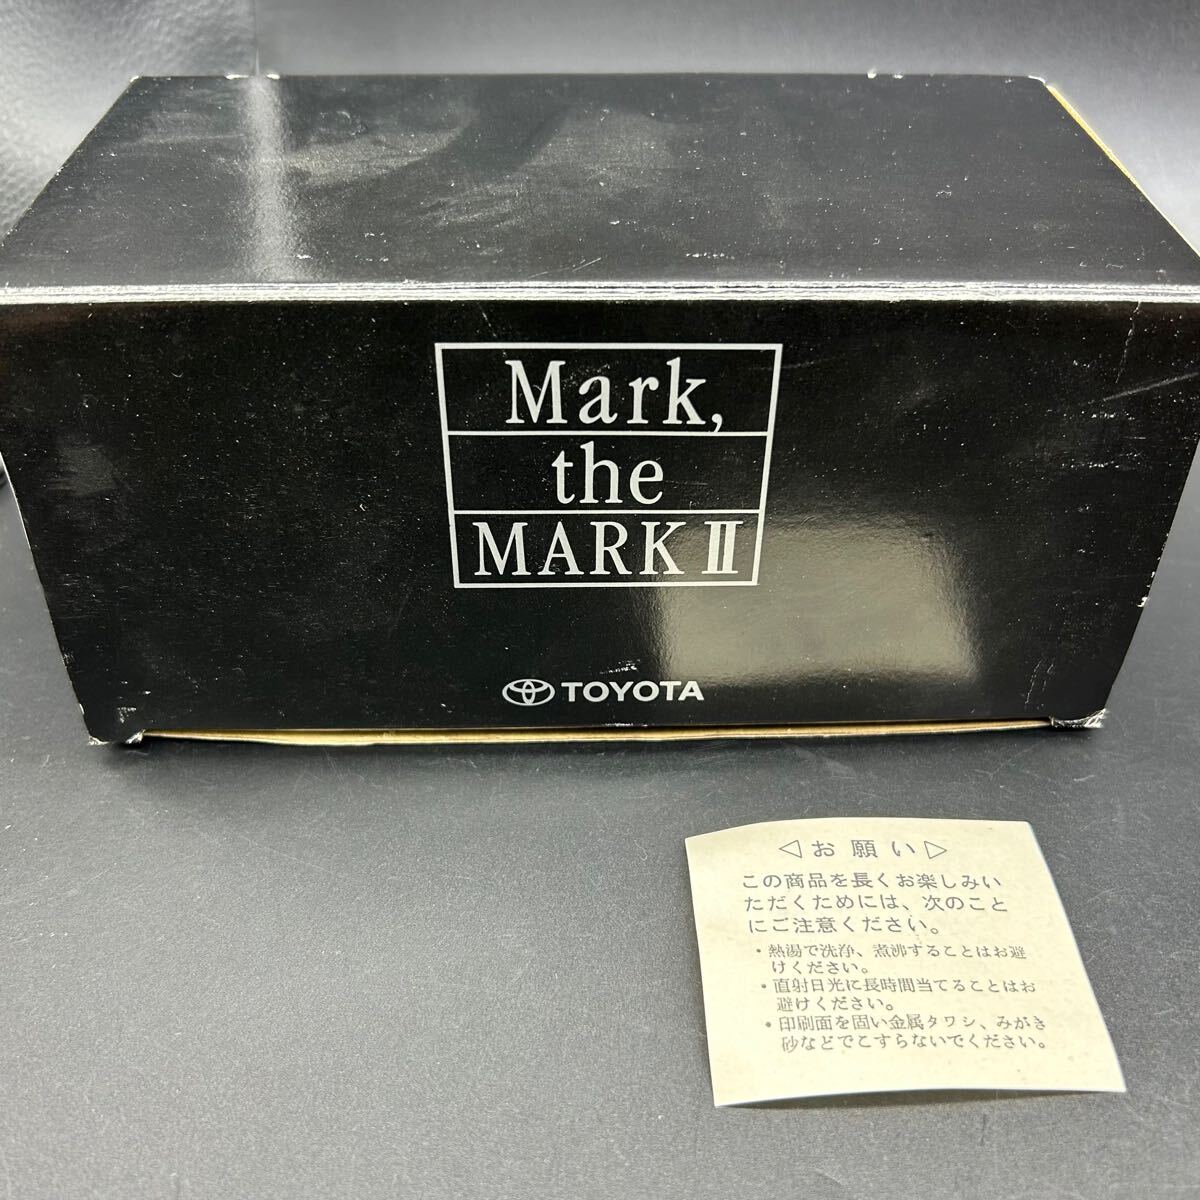 Mark,
the
MARK Ⅱ
TOYOTA
◁お願い▷
この商品を長くお楽しみい
ただくためには、次のこと
にご注意ください。
・熱湯で洗浄、煮沸することはお避
けください。
・直射日光に長時間当てることはお
避けください。
・印刷面を固い金属タワシ、みがき
砂などでこすらないでください。